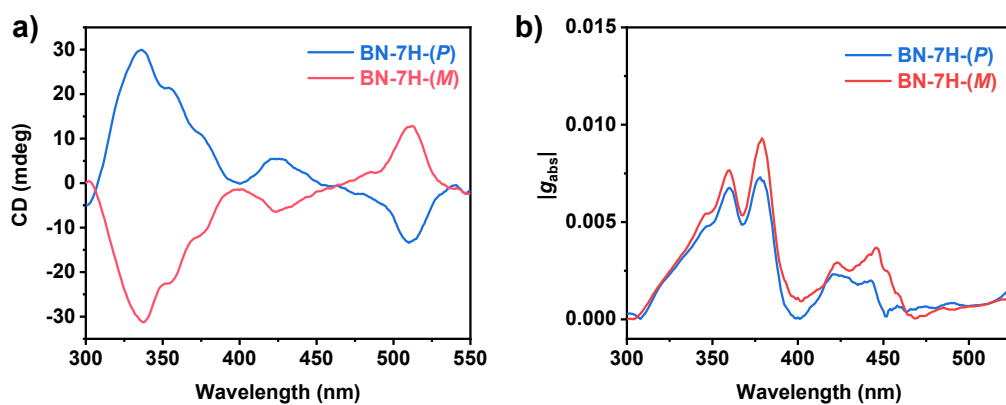 a)
CD (mdeg)
30
20
10
0
-10
-20
-30
BN-7H-(P)
BN-7H-(M)
300 350 400 450 500 550
Wavelength (nm)
b)
|gabs|
0.015
0.010
0.005
0.000
BN-7H-(P)
BN-7H-(M)
300 350 400 450 500
Wavelength (nm)